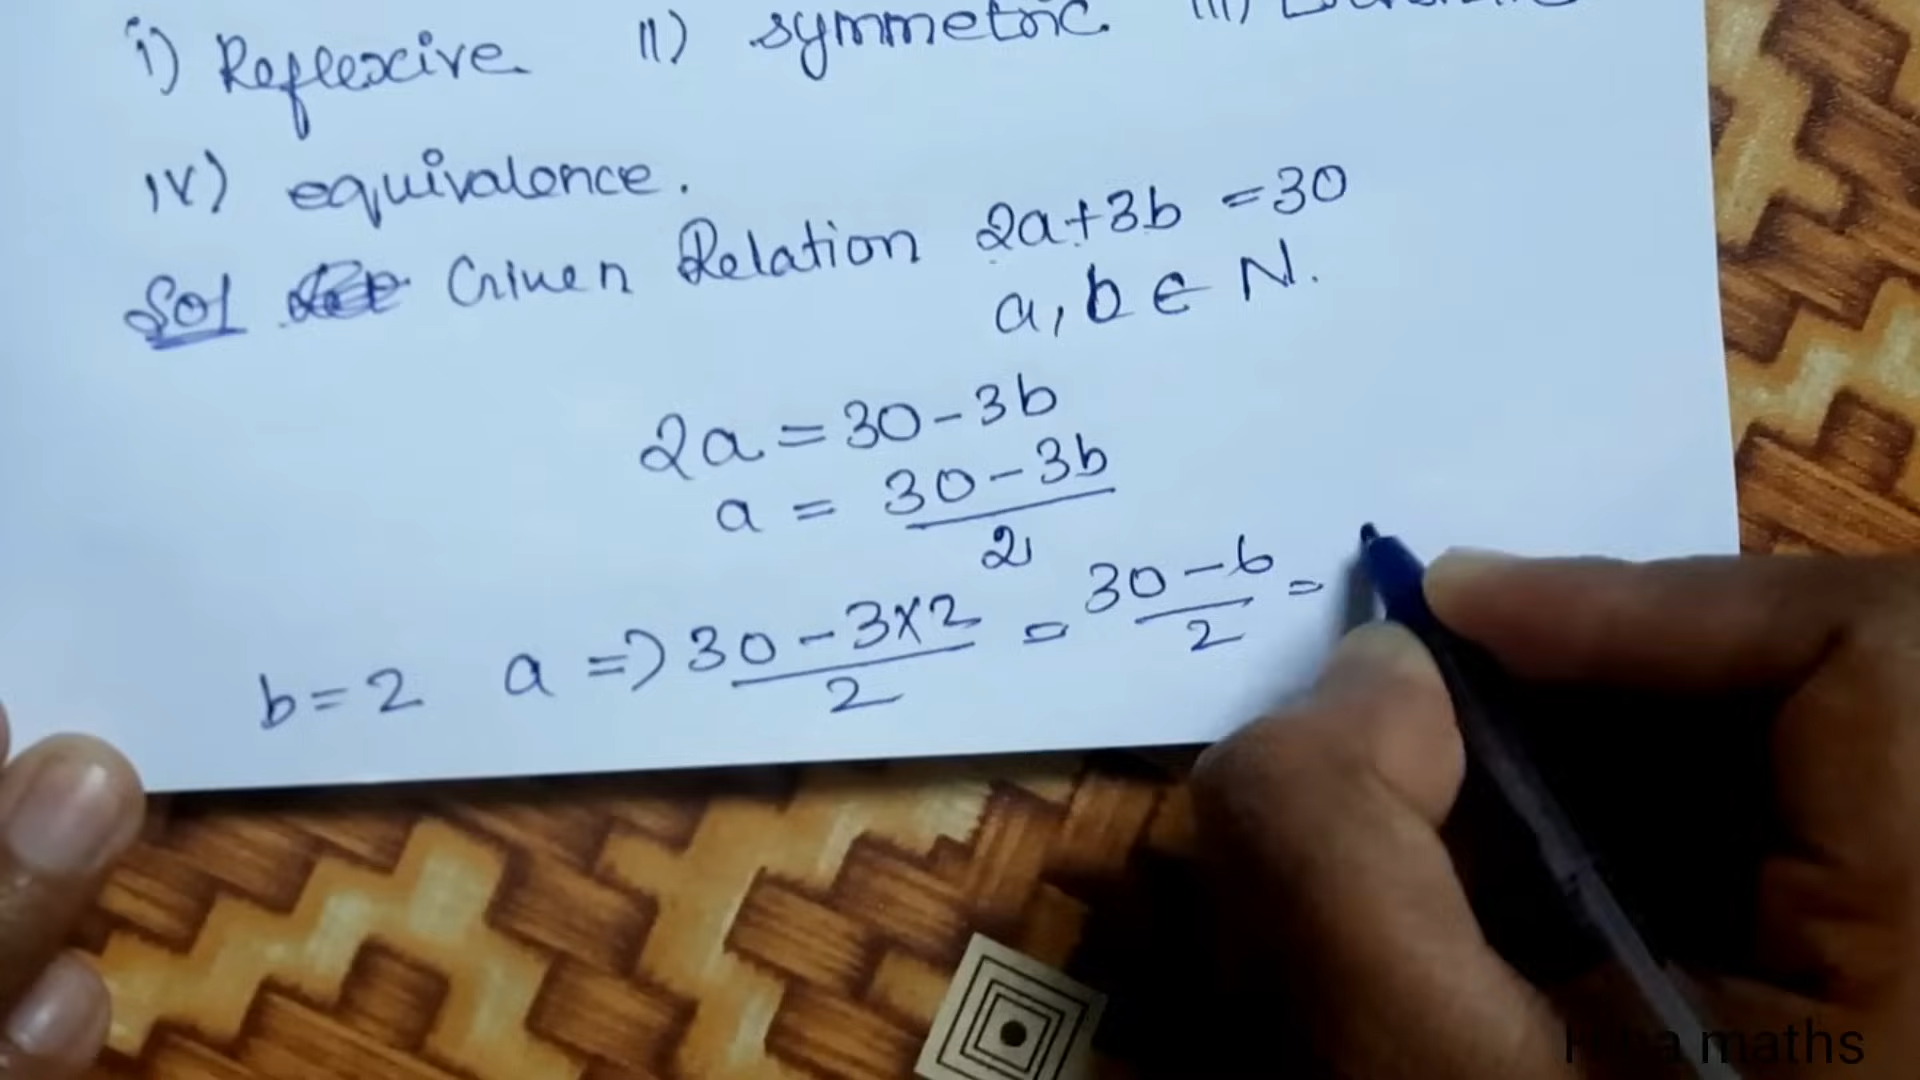 i) Reflexive II) symmetric III)
IV) equivalence.
Sol Given Relation 2a+3b = 30
a, b ∈ N.
2a = 30 - 3b
a = 30 - 3b / 2
b = 2 a => 30 - 3×2 / 2 = 30 - 6 / 2 =
maths